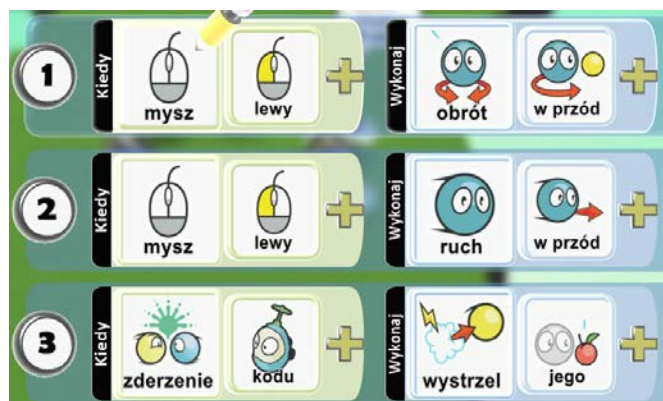 1 Kiedy mysz lewy Wykonaj obrót w przód
2 Kiedy mysz lewy Wykonaj ruch w przód
3 Kiedy zderzenie kodu Wykonaj wystrzel jego